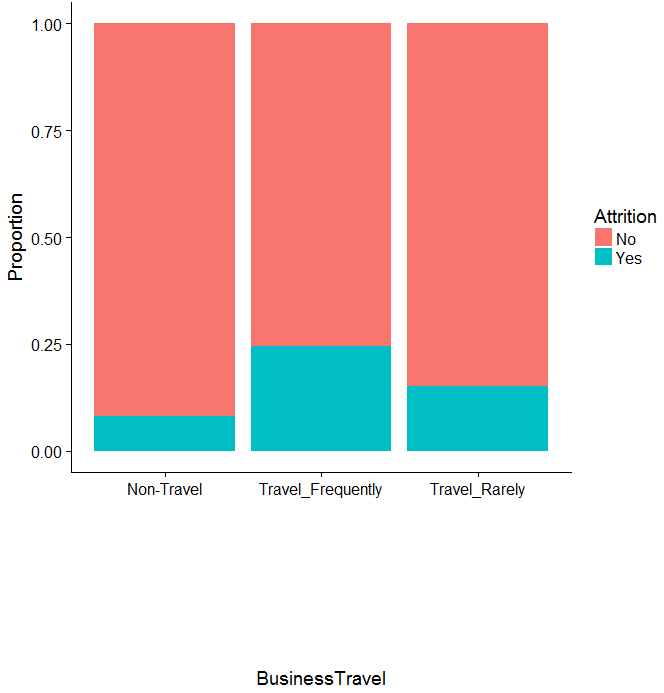 Proportion
1.00
0.75
0.50
0.25
0.00
Non-Travel
Travel_Frequently
Travel_Rarely
BusinessTravel
Attrition
No
Yes